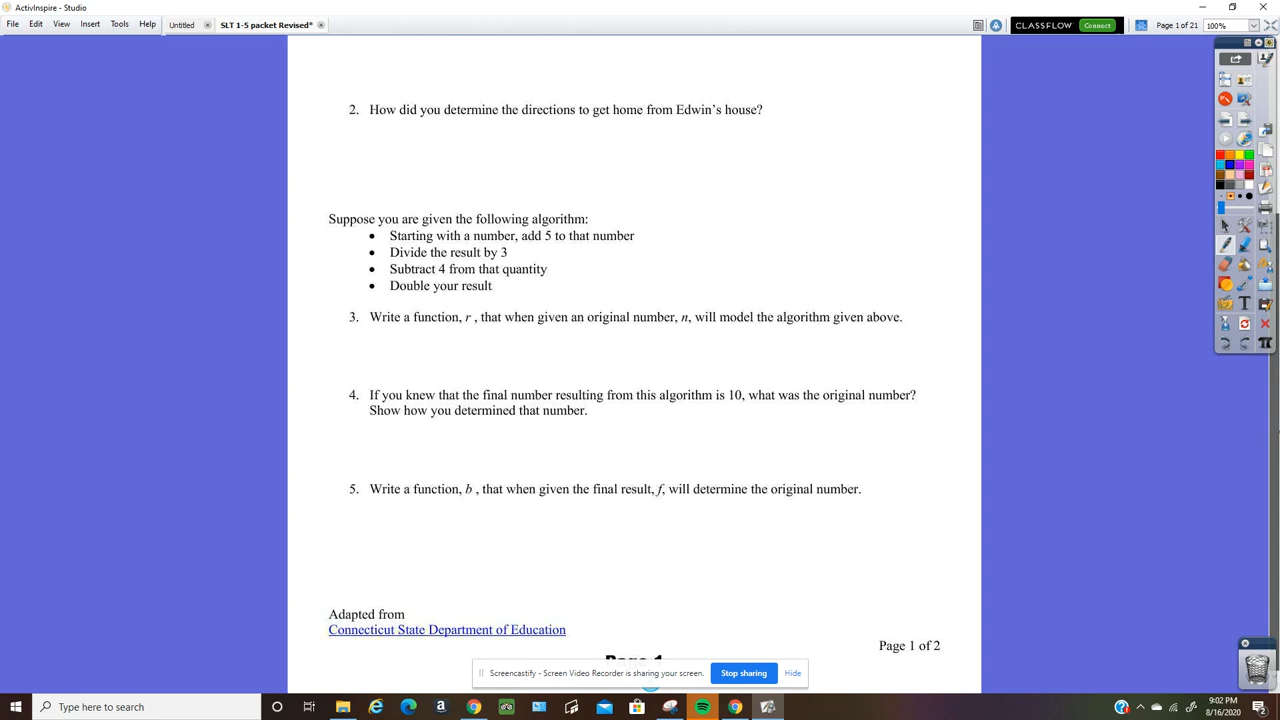 ActivInspire - Studio
File Edit View Insert Tools Help Untitled SLT 1-5 packet Revised* CLASSFLOW Connect Page 1 of 21 100%
2. How did you determine the directions to get home from Edwin's house?
Suppose you are given the following algorithm:
• Starting with a number, add 5 to that number
• Divide the result by 3
• Subtract 4 from that quantity
• Double your result
3. Write a function, r , that when given an original number, n, will model the algorithm given above.
4. If you knew that the final number resulting from this algorithm is 10, what was the original number?
Show how you determined that number.
5. Write a function, b , that when given the final result, f, will determine the original number.
Adapted from
Connecticut State Department of Education
Page 1 of 2
Page 1
Screencastify - Screen Video Recorder is sharing your screen. Stop sharing Hide
Type here to search
9:02 PM
8/16/2020
2